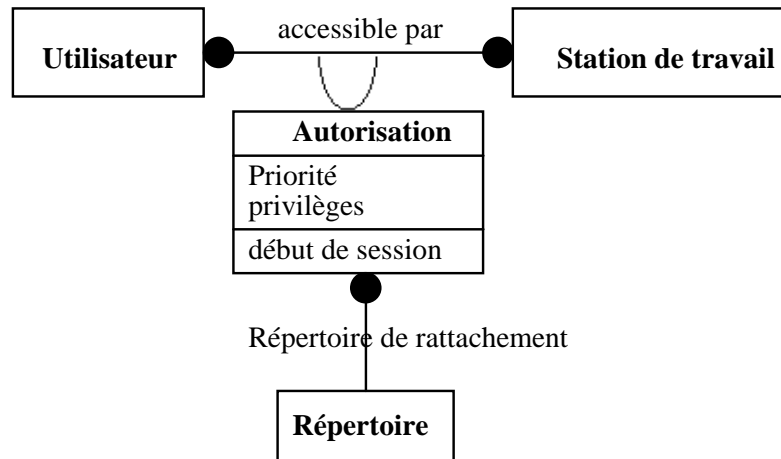 accessible par
Utilisateur
Station de travail
Autorisation
Priorité
privilèges
début de session
Répertoire de rattachement
Répertoire